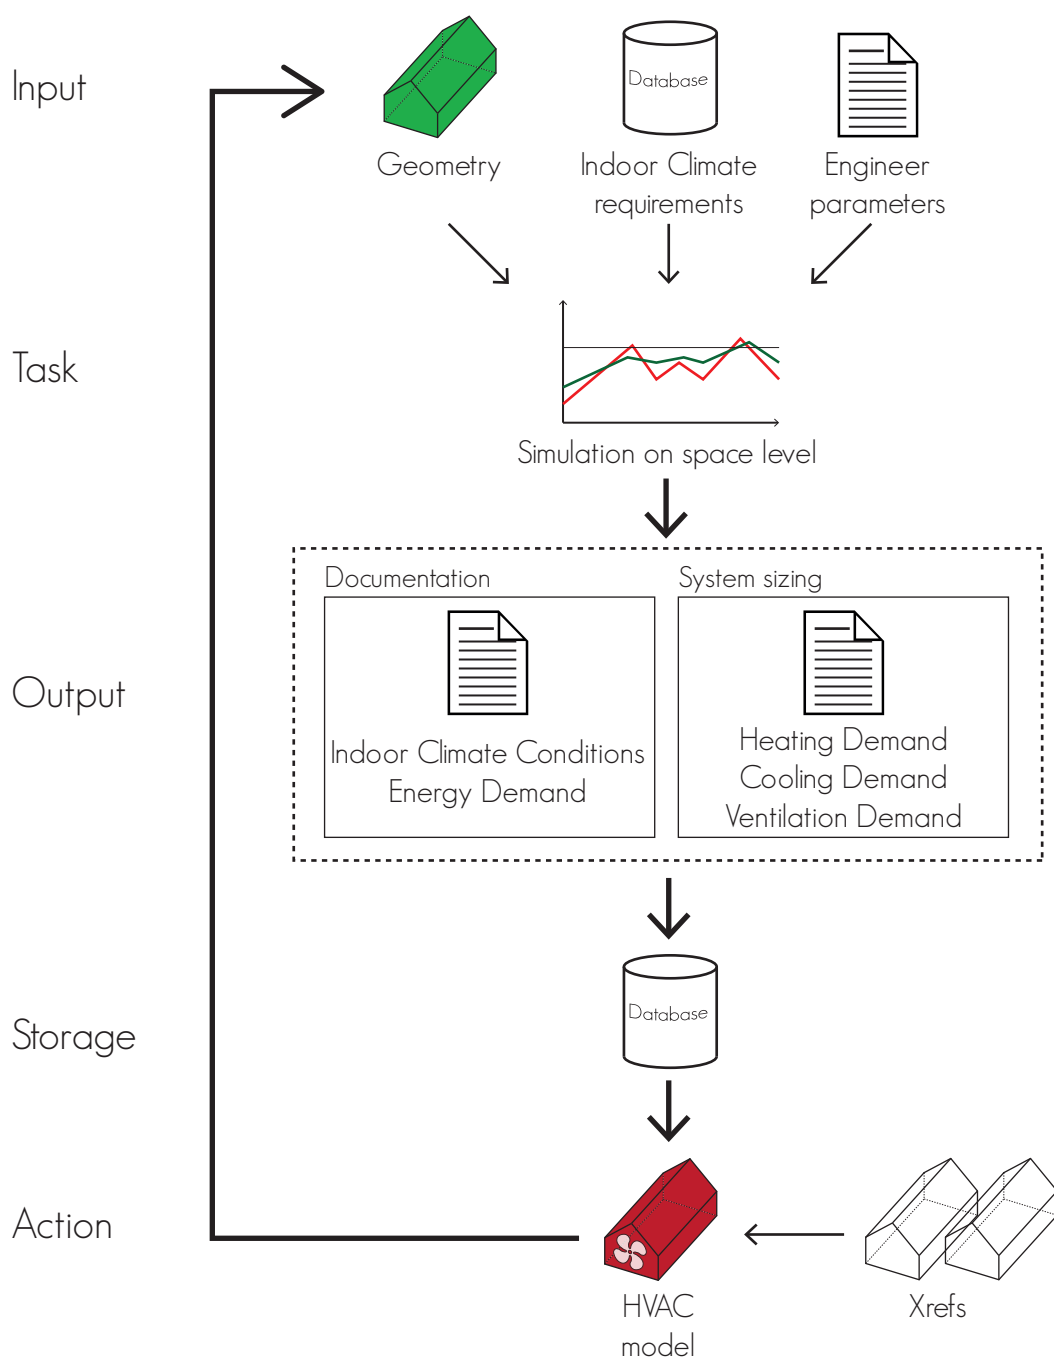 Input
Database
Geometry
Indoor Climate
requirements
Engineer
parameters
Task
Simulation on space level
Documentation
System sizing
Output
Indoor Climate Conditions
Energy Demand
Heating Demand
Cooling Demand
Ventilation Demand
Storage
Database
Action
HVAC
model
Xrefs